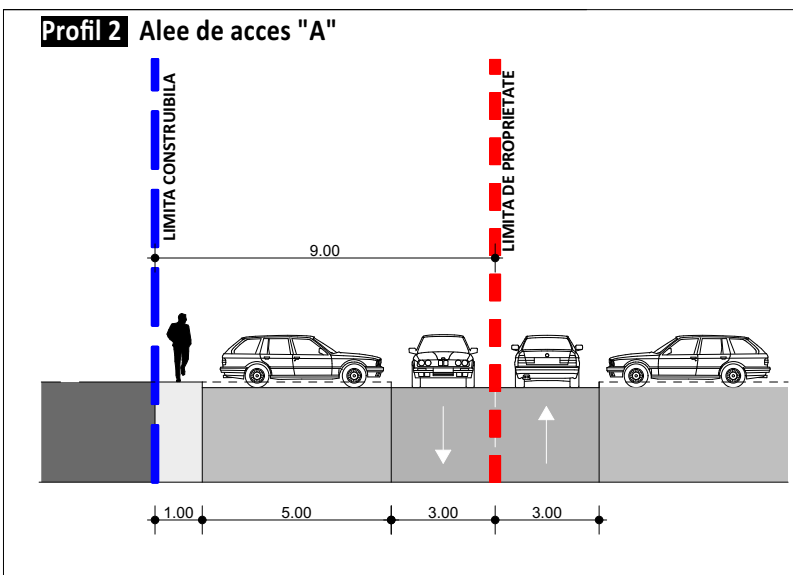 Profil 2 Alee de acces "A"
LIMITA CONSTRUIBILA
LIMITA DE PROPRIETATE
9.00
1.00 5.00 3.00 3.00